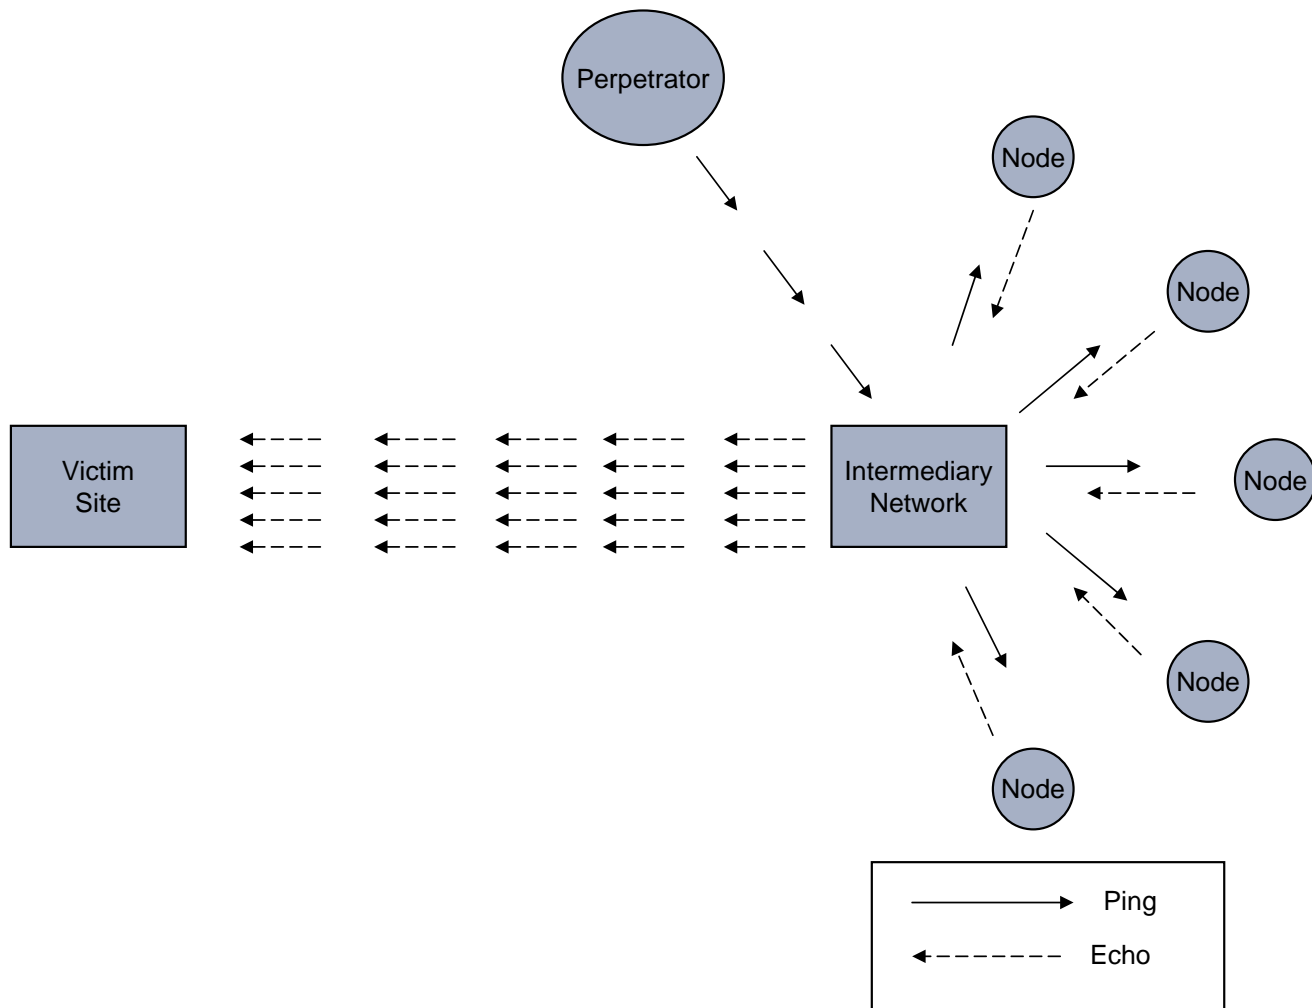 Perpetrator
Node
Node
Victim
Site
Intermediary
Network
Node
Node
Node
Ping
Echo